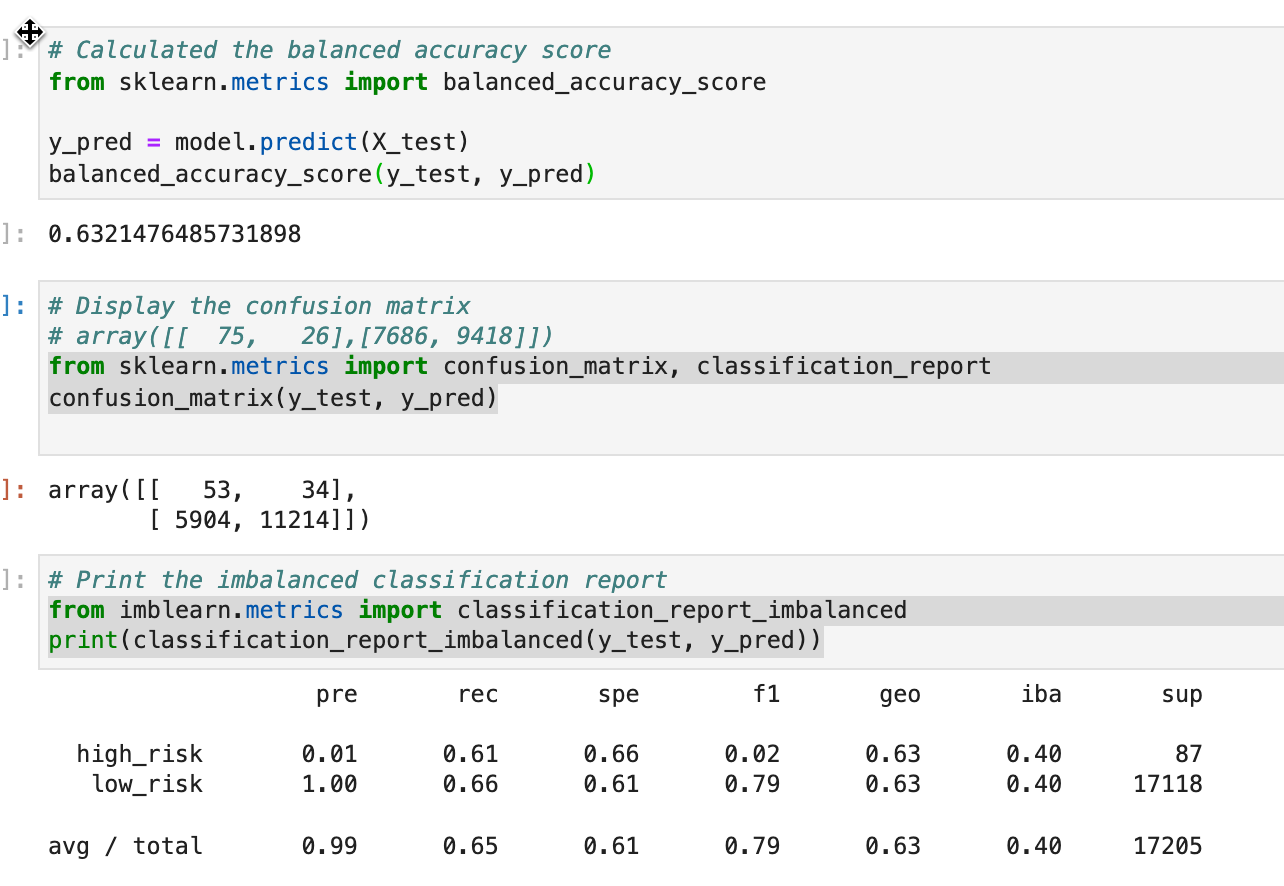 ]: # Calculated the balanced accuracy score
from sklearn.metrics import balanced_accuracy_score
y_pred = model.predict(X_test)
balanced_accuracy_score(y_test, y_pred)
]: 0.6321476485731898
]: # Display the confusion matrix
# array([[  75,   26],[7686, 9418]])
from sklearn.metrics import confusion_matrix, classification_report
confusion_matrix(y_test, y_pred)
]: array([[   53,    34],
       [ 5904, 11214]])
]: # Print the imbalanced classification report
from imblearn.metrics import classification_report_imbalanced
print(classification_report_imbalanced(y_test, y_pred))
pre rec spe f1 geo iba sup
high_risk 0.01 0.61 0.66 0.02 0.63 0.40 87
low_risk 1.00 0.66 0.61 0.79 0.63 0.40 17118
avg / total 0.99 0.65 0.61 0.79 0.63 0.40 17205